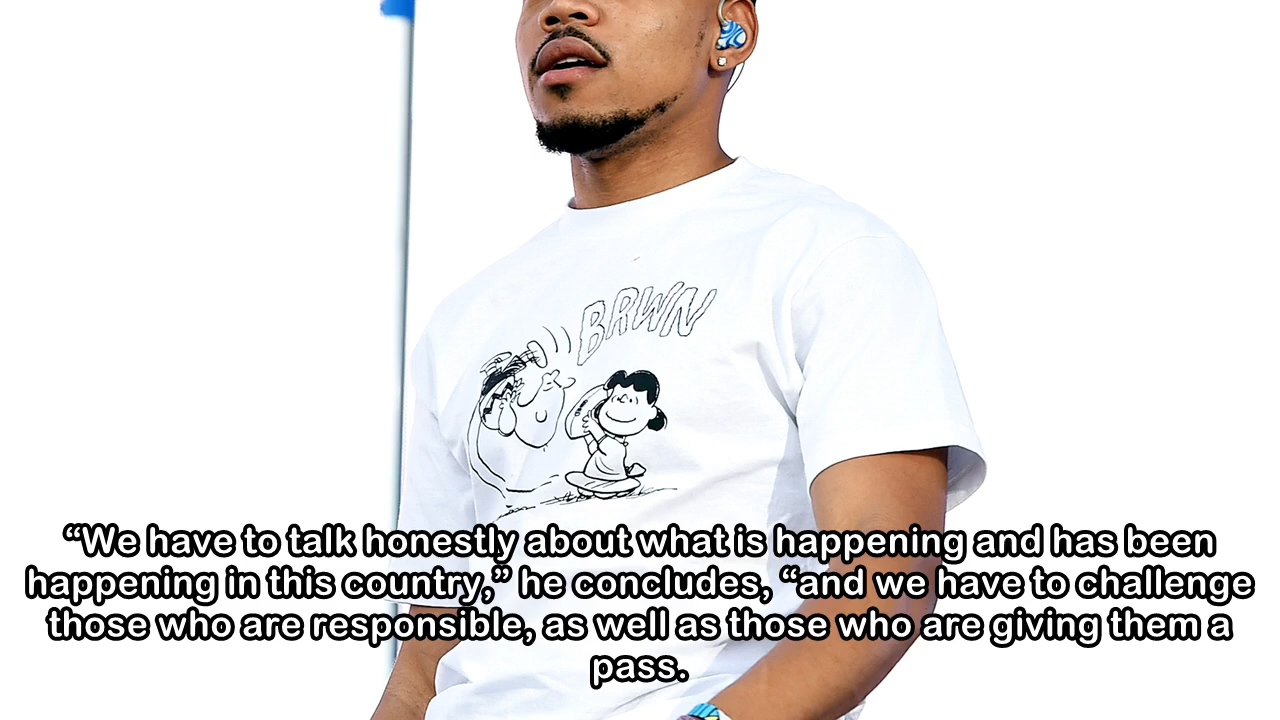 BRWN
“We have to talk honestly about what is happening and has been
happening in this country,” he concludes, “and we have to challenge
those who are responsible, as well as those who are giving them a
pass.